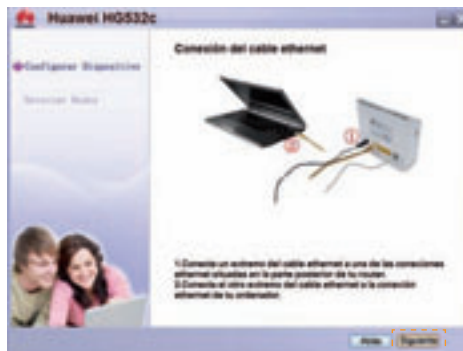 Huawei HG532c
Conexión del cable ethernet
Configurar Dispositivo
1.Conecta un extremo del cable ethernet a una de las conexiones
ethernet situadas en la parte posterior de tu router.
2.Conecta el otro extremo del cable ethernet a la conexión
ethernet de tu ordenador.
Atrás
Siguiente